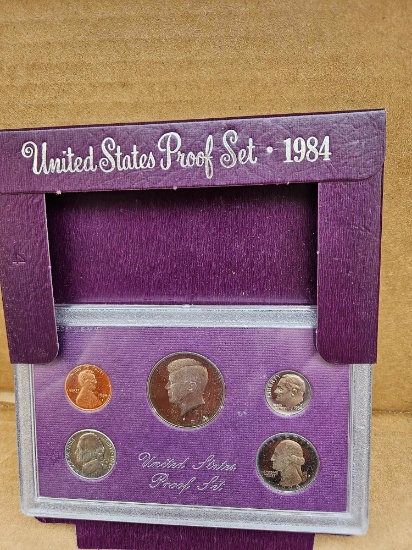 United States Proof Set · 1984
United States
Proof Set